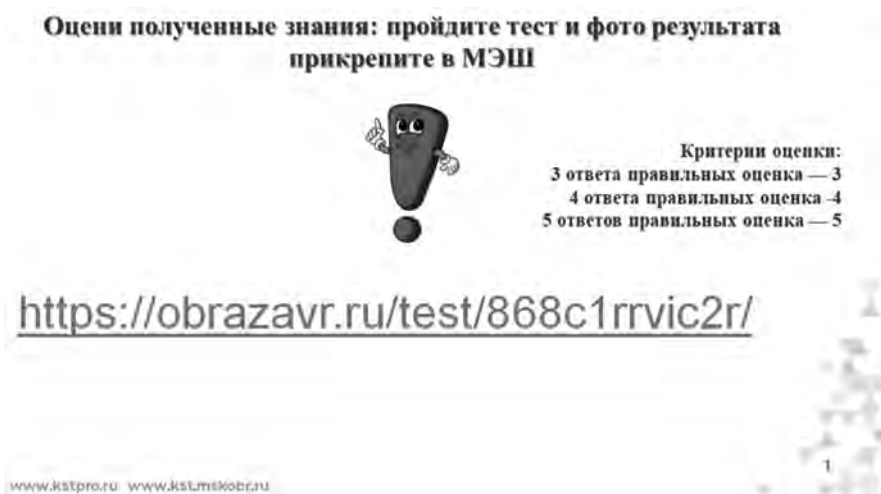 Оцени полученные знания: пройдите тест и фото результата
прикрепите в МЭШ
Критерии оценки:
3 ответа правильных оценка — 3
4 ответа правильных оценка -4
5 ответов правильных оценка — 5
https://obrazavr.ru/test/868c1rrvic2r/
1
www.kstpro.ru www.kst.mskobr.ru